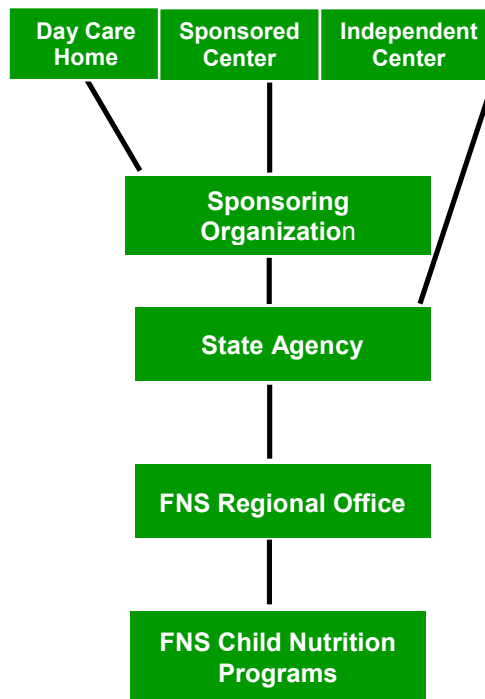 Day Care
Home
Sponsored
Center
Independent
Center
Sponsoring
Organization
State Agency
FNS Regional Office
FNS Child Nutrition
Programs